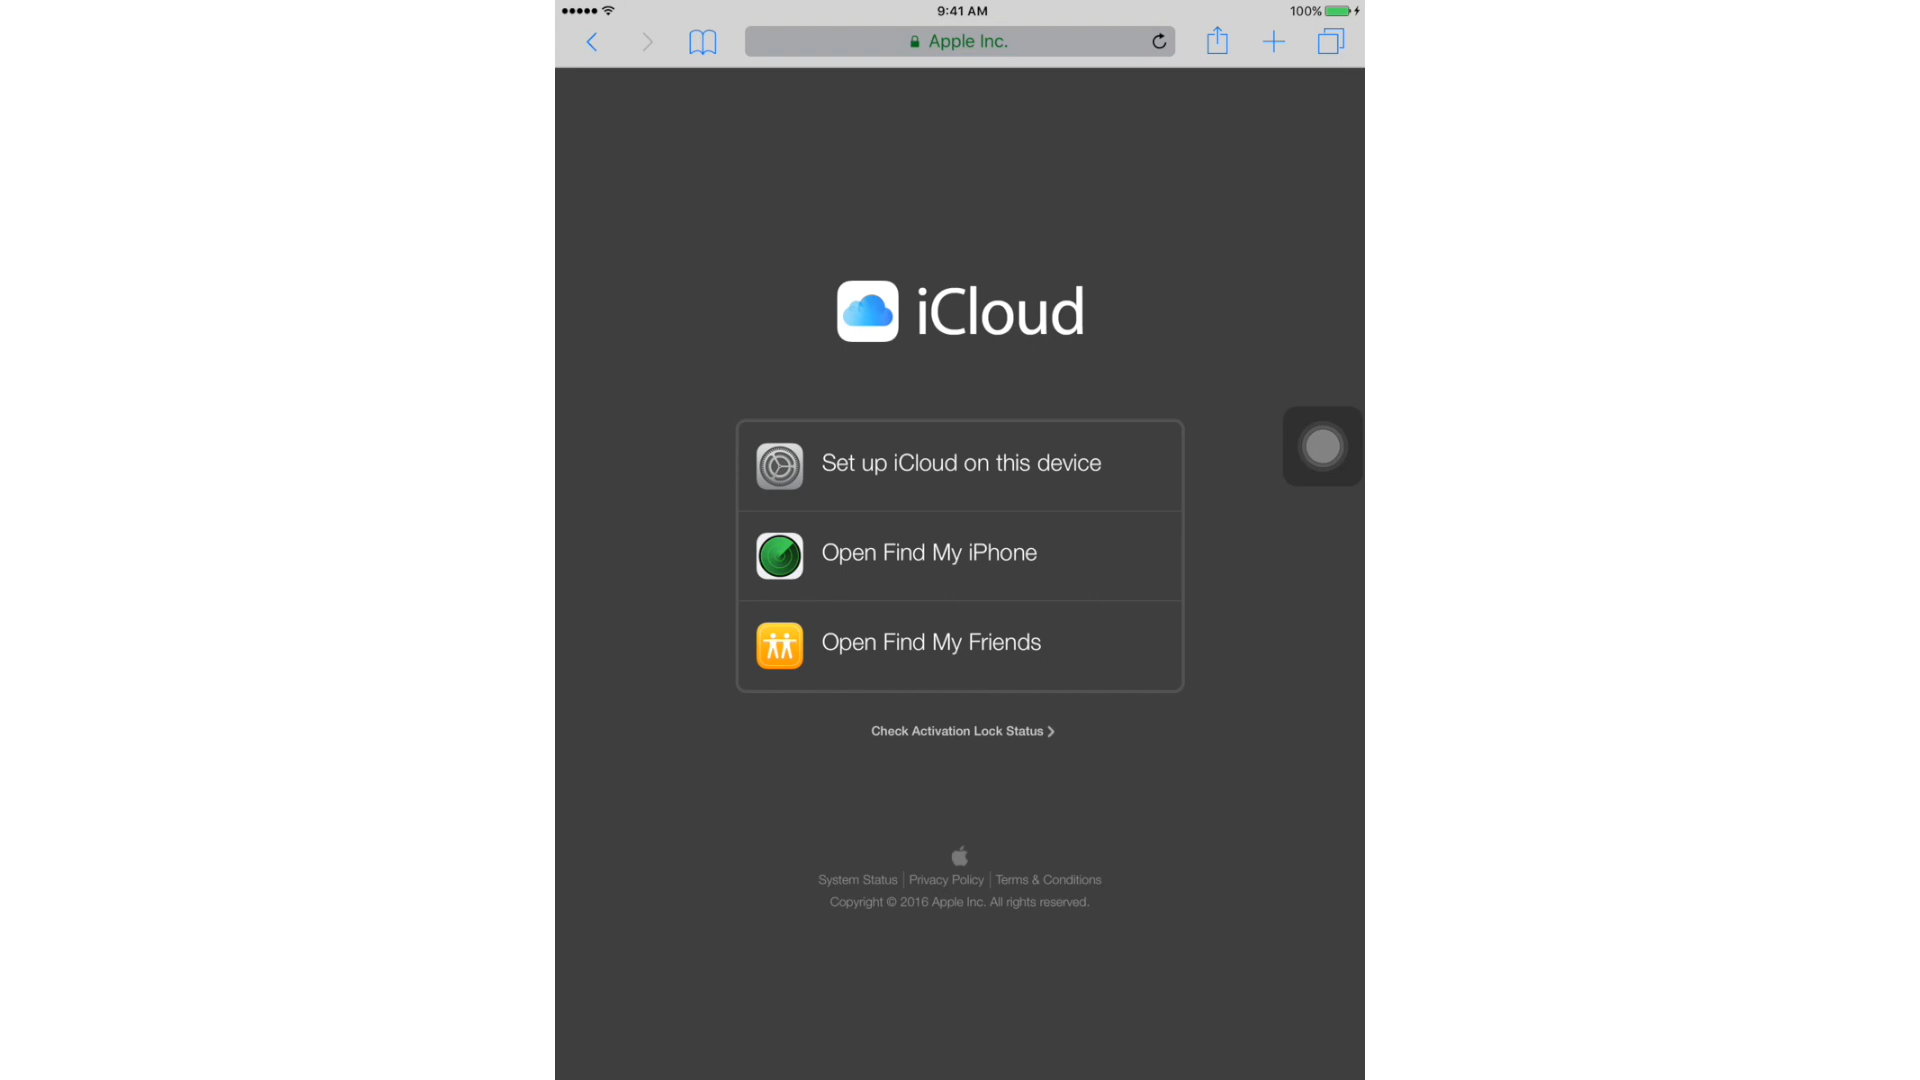 9:41 AM
100%
Apple Inc.
iCloud
Set up iCloud on this device
Open Find My iPhone
Open Find My Friends
Check Activation Lock Status
System Status | Privacy Policy | Terms & Conditions
Copyright © 2016 Apple Inc. All rights reserved.